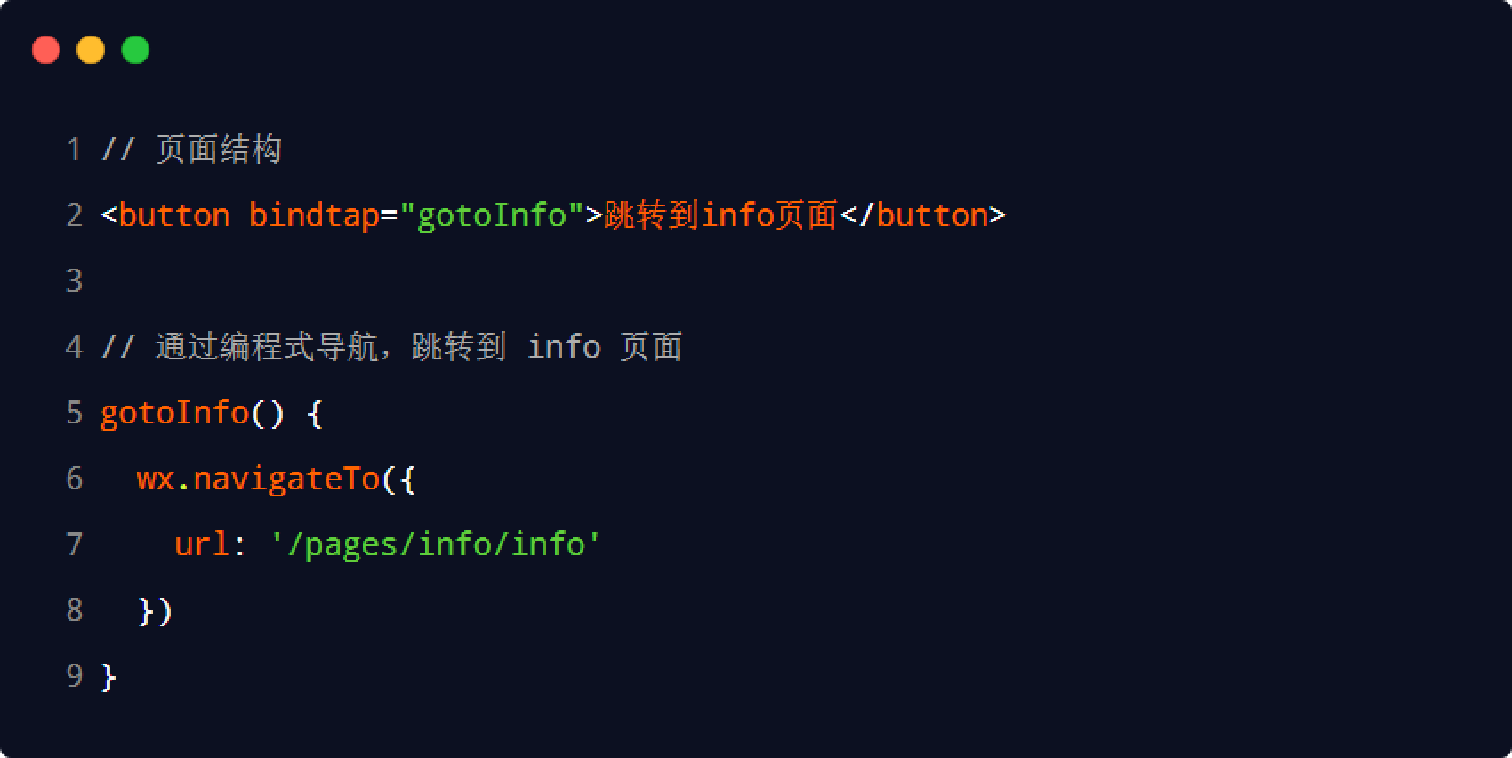 1 // 页面结构
2 <button bindtap="gotoInfo">跳转到info页面</button>
3
4 // 通过编程式导航，跳转到 info 页面
5 gotoInfo() {
6   wx.navigateTo({
7     url: '/pages/info/info'
8   })
9 }